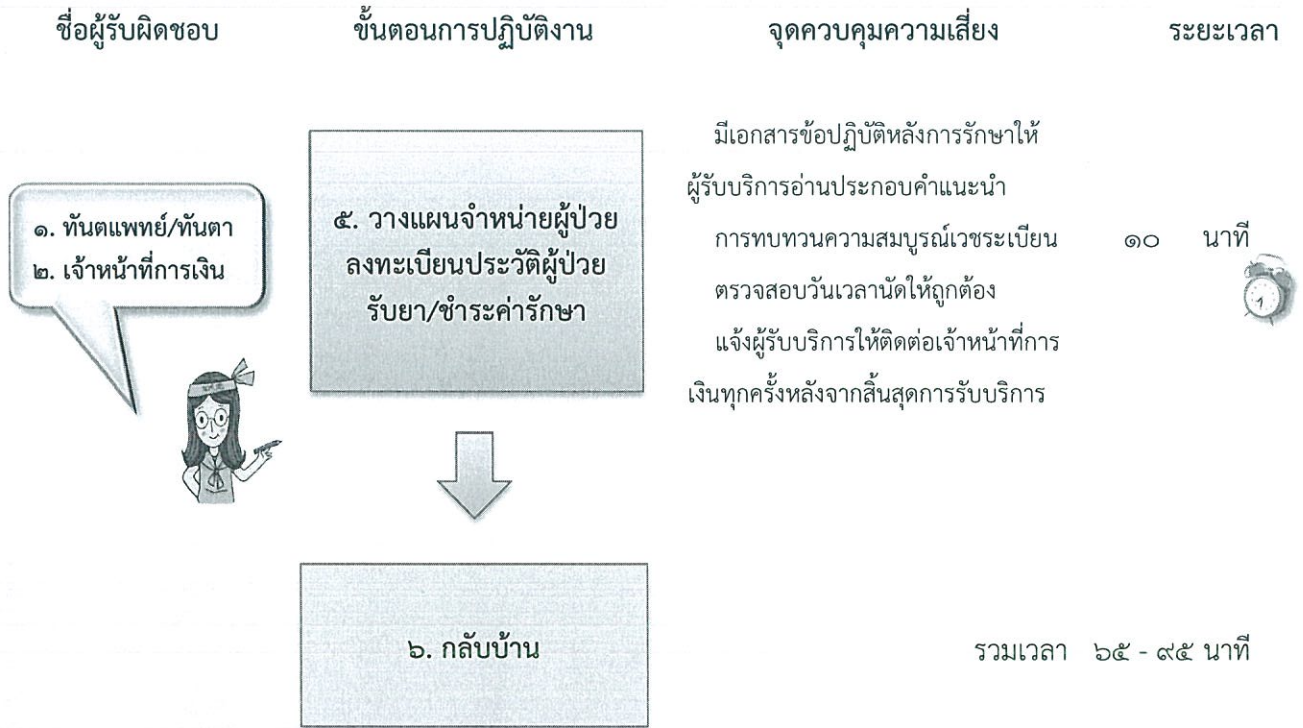 ชื่อผู้รับผิดชอบ ขั้นตอนการปฏิบัติงาน จุดควบคุมความเสี่ยง ระยะเวลา
๑. ทันตแพทย์/ทันตา
๒. เจ้าหน้าที่การเงิน
๕. วางแผนจำหน่ายผู้ป่วย
ลงทะเบียนประวัติผู้ป่วย
รับยา/ชำระค่ารักษา
มีเอกสารข้อปฏิบัติหลังการรักษาให้
ผู้รับบริการอ่านประกอบคำแนะนำ
การทบทวนความสมบูรณ์เวชระเบียน
ตรวจสอบวันเวลานัดให้ถูกต้อง
แจ้งผู้รับบริการให้ติดต่อเจ้าหน้าที่การ
เงินทุกครั้งหลังจากสิ้นสุดการรับบริการ
๑๐ นาที
๖. กลับบ้าน
รวมเวลา ๖๕ - ๙๕ นาที